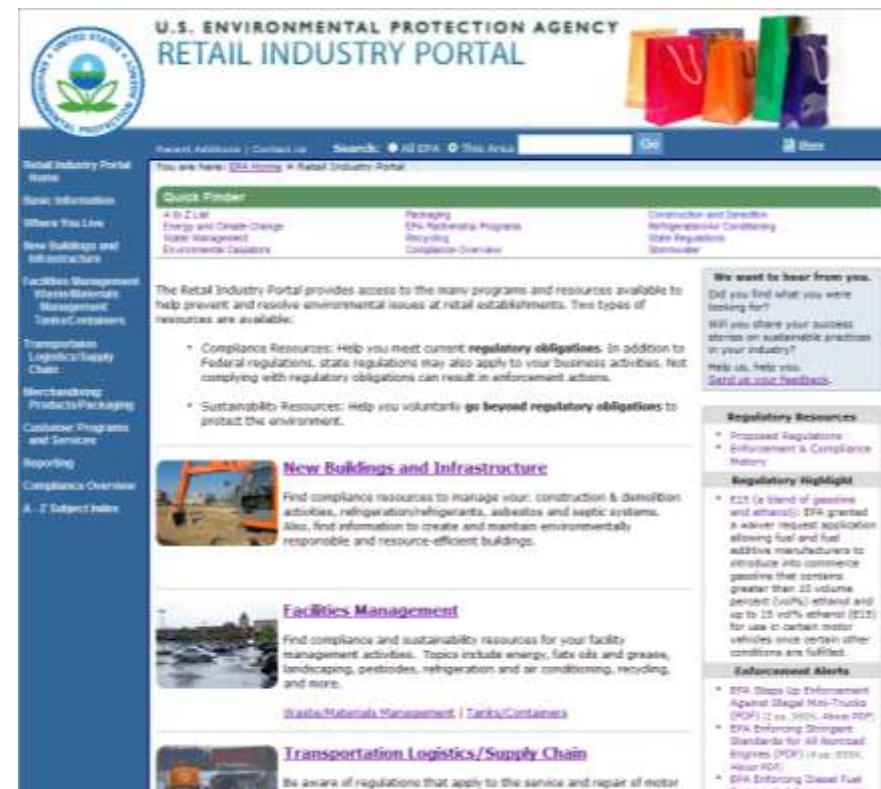 U.S. ENVIRONMENTAL PROTECTION AGENCY
RETAIL INDUSTRY PORTAL
Recent Additions | Contact Us Search: All EPA This Area Go Share
You are here: EPA Home » Retail Industry Portal
Retail Industry Portal
Home
Basic Information
Where You Live
New Buildings and
Infrastructure
Facilities Management
Waste/Materials
Management
Tanks/Containers
Transportation
Logistics/Supply
Chain
Merchandising:
Products/Packaging
Customer Programs
and Services
Reporting
Compliance Overview
A - Z Subject Index
Quick Finder
A to Z List Packaging Construction and Demolition
Energy and Climate Change EPA Partnership Programs Refrigeration/Air Conditioning
Water Management Recycling State Regulations
Environmental Calculators Compliance Overview Stormwater
The Retail Industry Portal provides access to the many programs and resources available to
help prevent and resolve environmental issues at retail establishments. Two types of
resources are available:
• Compliance Resources: Help you meet current regulatory obligations. In addition to
Federal regulations, state regulations may also apply to your business activities. Not
complying with regulatory obligations can result in enforcement actions.
• Sustainability Resources: Help you voluntarily go beyond regulatory obligations to
protect the environment.
New Buildings and Infrastructure
Find compliance resources to manage your: construction & demolition
activities, refrigeration/refrigerants, asbestos and septic systems.
Also, find information to create and maintain environmentally
responsible and resource-efficient buildings.
Facilities Management
Find compliance and sustainability resources for your facility
management activities. Topics include energy, fats oils and grease,
landscaping, pesticides, refrigeration and air conditioning, recycling,
and more.
Waste/Materials Management | Tanks/Containers
Transportation Logistics/Supply Chain
Be aware of regulations that apply to the service and repair of motor
We want to hear from you.
Did you find what you were
looking for?
Will you share your success
stories on sustainable practices
in your industry?
Help us, help you.
Send us your feedback.
Regulatory Resources
• Proposed Regulations
• Enforcement & Compliance
History
Regulatory Highlight
• E15 (a blend of gasoline
and ethanol): EPA granted
a waiver request application
allowing fuel and fuel
additive manufacturers to
introduce into commerce
gasoline that contains
greater than 10 volume
percent (vol%) ethanol and
up to 15 vol% ethanol (E15)
for use in certain motor
vehicles once certain other
conditions are fulfilled.
Enforcement Alerts
• EPA Steps Up Enforcement
Against Illegal Mini-Trucks
(PDF) (2 pp, About PDF)
• EPA Enforcing Stringent
Standards for All Nonroad
Engines (PDF) (4 pp, About PDF)
• EPA Enforcing Diesel Fuel